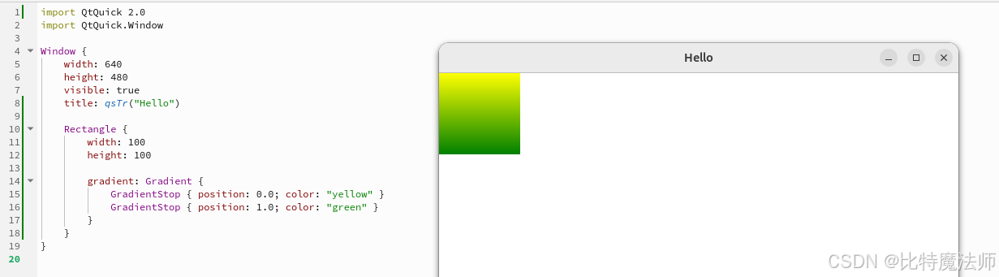 1 import QtQuick 2.0
2 import QtQuick.Window
3
4 Window {
5     width: 640
6     height: 480
7     visible: true
8     title: qsTr("Hello")
9
10     Rectangle {
11         width: 100
12         height: 100
13
14         gradient: Gradient {
15             GradientStop { position: 0.0; color: "yellow" }
16             GradientStop { position: 1.0; color: "green" }
17         }
18     }
19 }
20
Hello
CSDN @比特魔法师